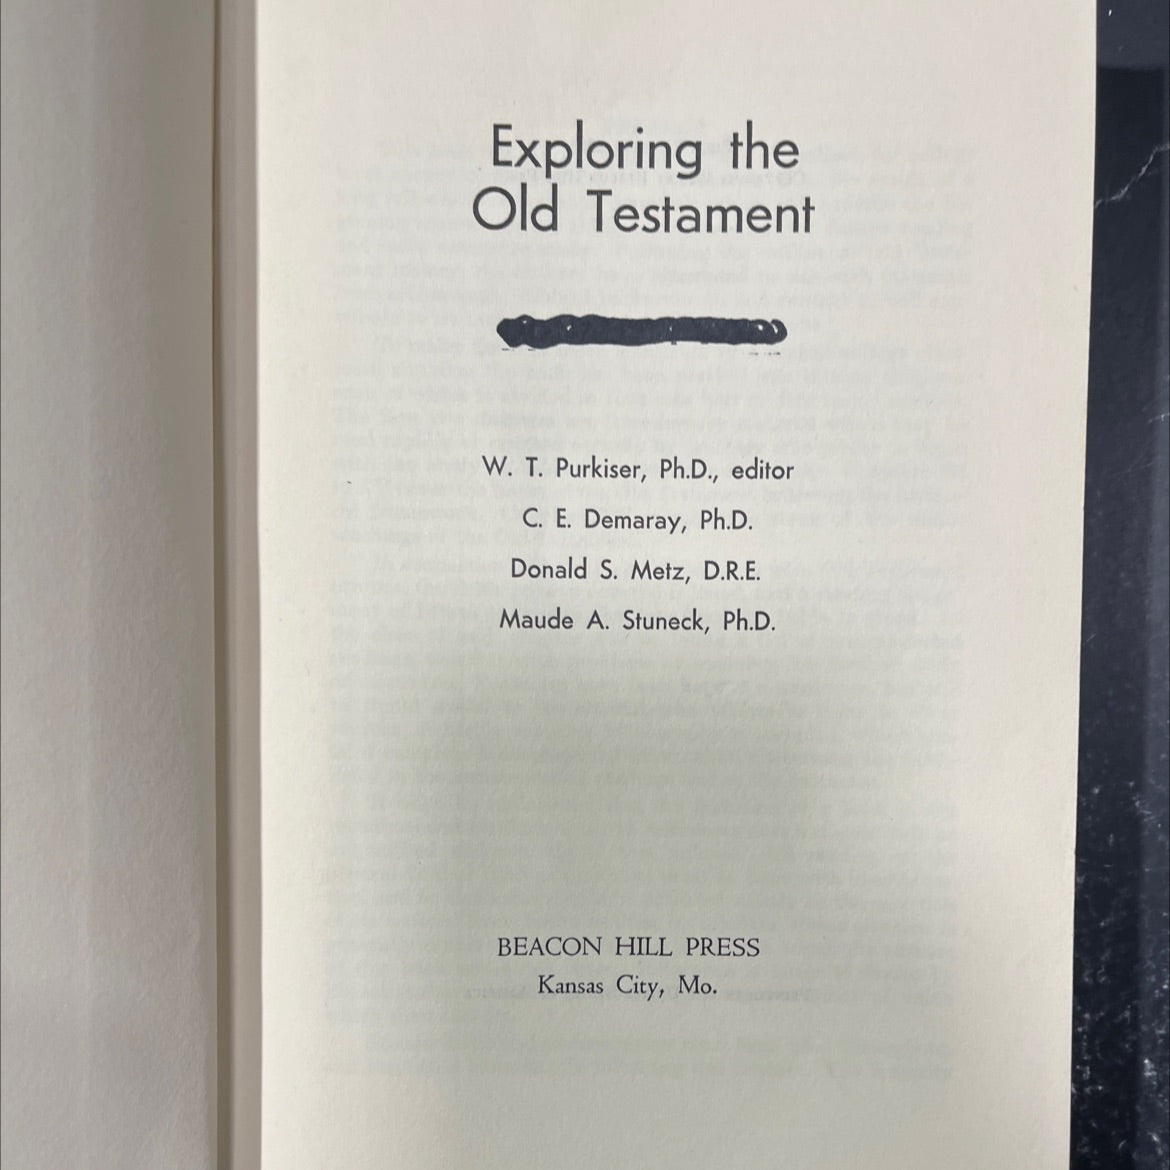 Exploring the
Old Testament
W. T. Purkiser, Ph.D., editor
C. E. Demaray, Ph.D.
Donald S. Metz, D.R.E.
Maude A. Stuneck, Ph.D.
BEACON HILL PRESS
Kansas City, Mo.